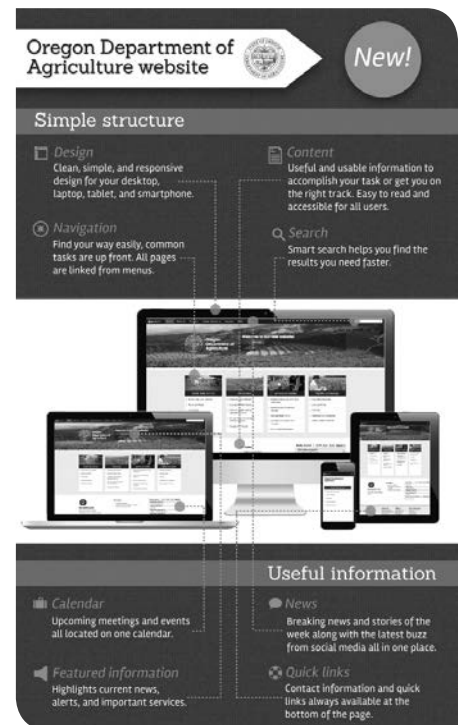 Oregon Department of
Agriculture website
New!
Simple structure
Design
Clean, simple, and responsive
design for your desktop,
laptop, tablet, and smartphone.
Content
Useful and usable information to
accomplish your task or get you on
the right track. Easy to read and
accessible for all users.
Navigation
Find your way easily, common
tasks are up front. All pages
are linked from menus.
Search
Smart search helps you find the
results you need faster.
Oregon
Department of
Agriculture
Useful information
Calendar
Upcoming meetings and events
all located on one calendar.
News
Breaking news and stories of the
week along with the latest buzz
from social media all in one place.
Featured information
Highlights current news,
alerts, and important services.
Quick links
Contact information and quick
links always available at the
bottom of the page.